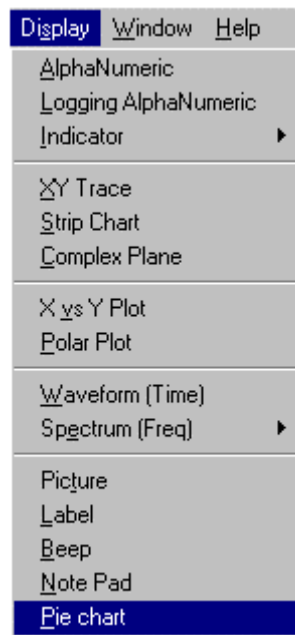 Display Window Help
AlphaNumeric
Logging AlphaNumeric
Indicator
XY Trace
Strip Chart
Complex Plane
X vs Y Plot
Polar Plot
Waveform (Time)
Spectrum (Freq)
Picture
Label
Beep
Note Pad
Pie chart